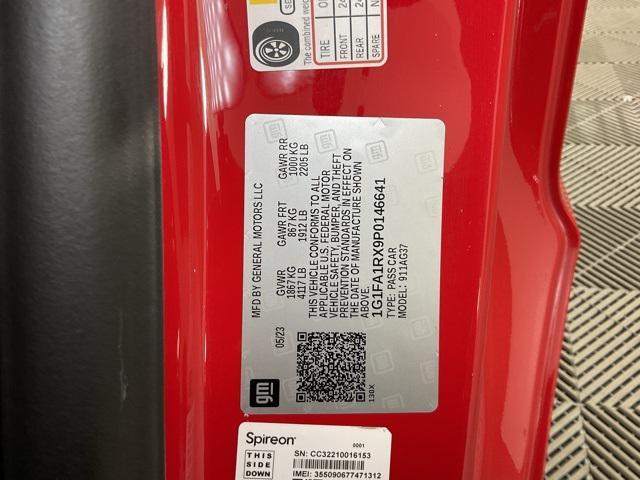 The combined weig
TIRE
FRONT
REAR
SPARE
MFD BY GENERAL MOTORS LLC
05/23
GVWR GAWR FRT GAWR RR
1867 KG 867 KG 1000 KG
4117 LB 1912 LB 2205 LB
THIS VEHICLE CONFORMS TO ALL
APPLICABLE U.S. FEDERAL MOTOR
VEHICLE SAFETY, BUMPER, AND THEFT
PREVENTION STANDARDS IN EFFECT ON
THE DATE OF MANUFACTURE SHOWN
ABOVE.
1G1FA1RX9P0146641
TYPE: PASS CAR
MODEL: 911AG37
130X
gm
Spireon
0001
THIS
SIDE
DOWN
SN: CC32210016153
IMEI: 355090677471312